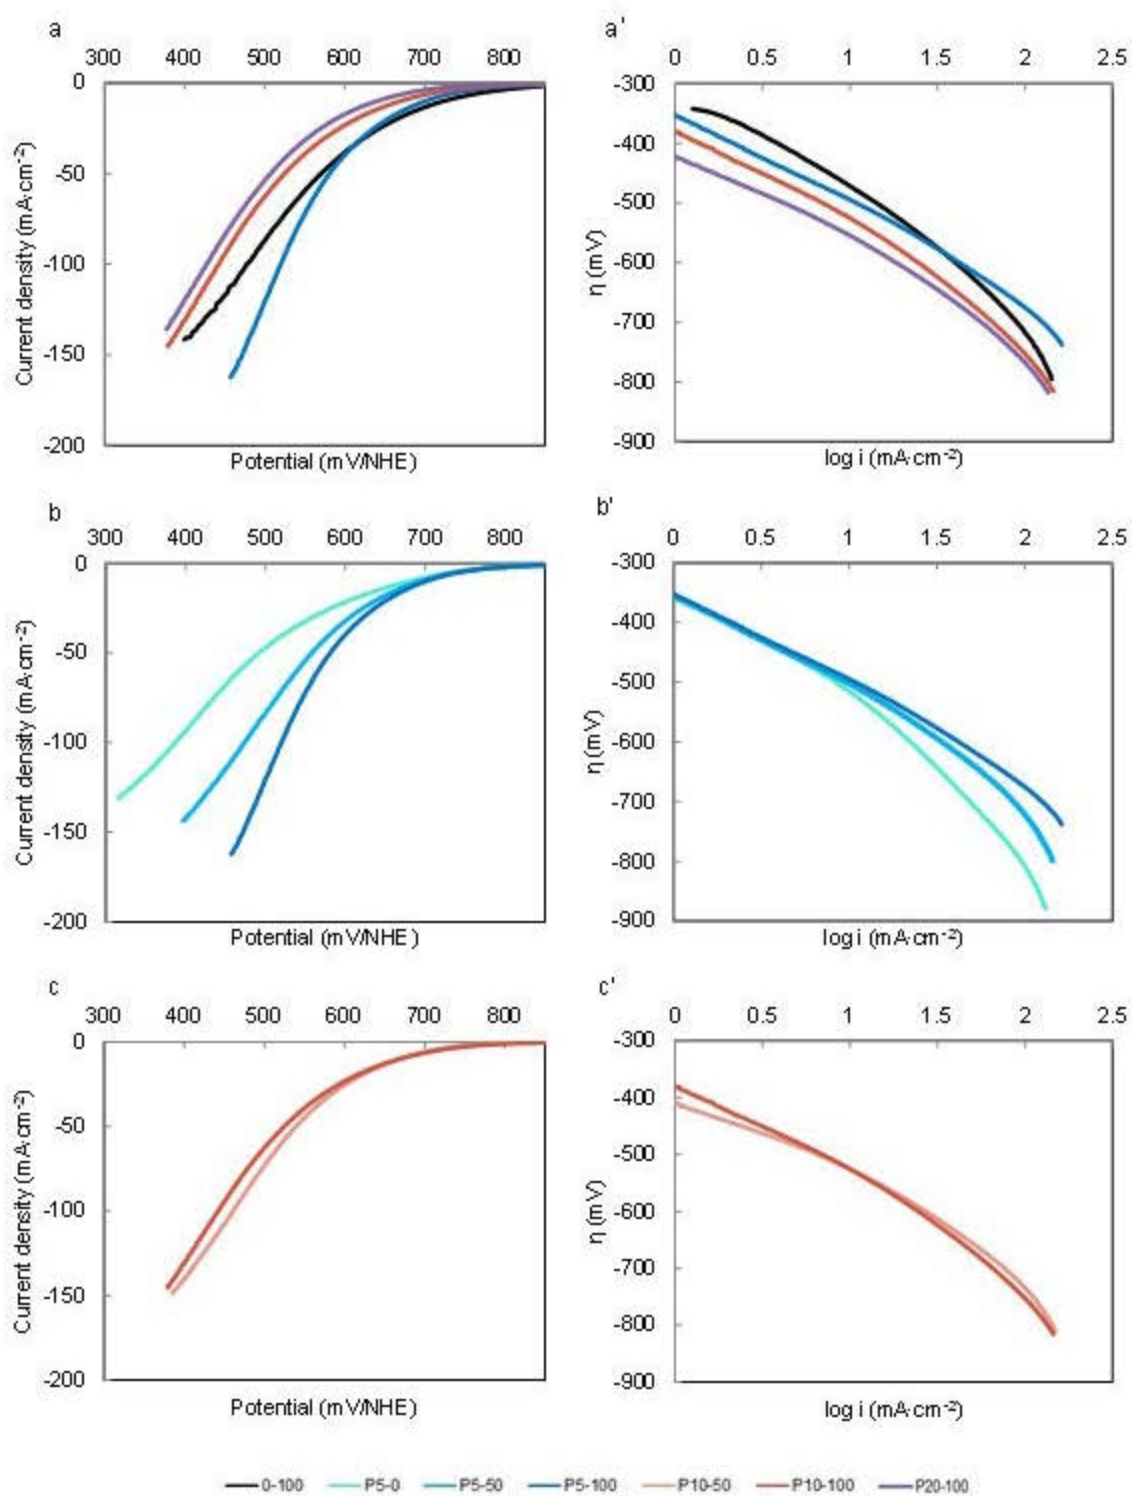 a
300 400 500 600 700 800
0
-50
-100
-150
-200
Current density (mA·cm⁻²)
Potential (mV/NHE)
a'
0 0.5 1 1.5 2 2.5
-300
-400
-500
-600
-700
-800
-900
η (mV)
log i (mA·cm⁻²)
b
300 400 500 600 700 800
0
-50
-100
-150
-200
Current density (mA·cm⁻²)
Potential (mV/NHE)
b'
0 0.5 1 1.5 2 2.5
-300
-400
-500
-600
-700
-800
-900
η (mV)
log i (mA·cm⁻²)
c
300 400 500 600 700 800
0
-50
-100
-150
-200
Current density (mA·cm⁻²)
Potential (mV/NHE)
c'
0 0.5 1 1.5 2 2.5
-300
-400
-500
-600
-700
-800
-900
η (mV)
log i (mA·cm⁻²)
0-100 P5-0 P5-50 P5-100 P10-50 P10-100 P20-100